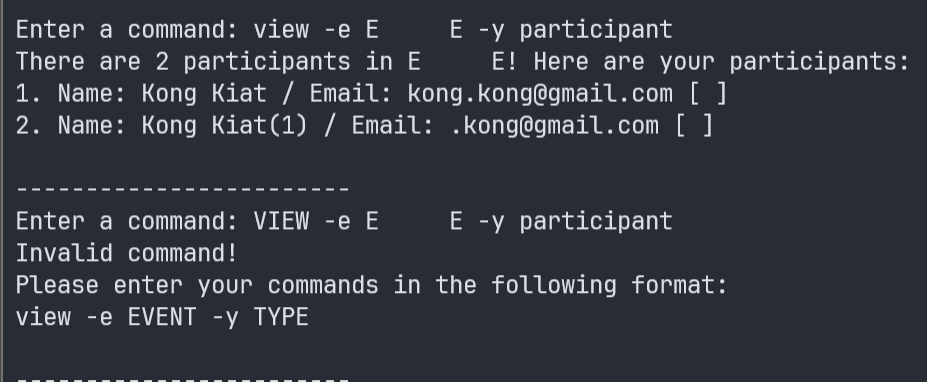 Enter a command: view -e E     E -y participant
There are 2 participants in E     E! Here are your participants:
1. Name: Kong Kiat / Email: kong.kong@gmail.com [ ]
2. Name: Kong Kiat(1) / Email: .kong@gmail.com [ ]
------------------------
Enter a command: VIEW -e E     E -y participant
Invalid command!
Please enter your commands in the following format:
view -e EVENT -y TYPE
------------------------